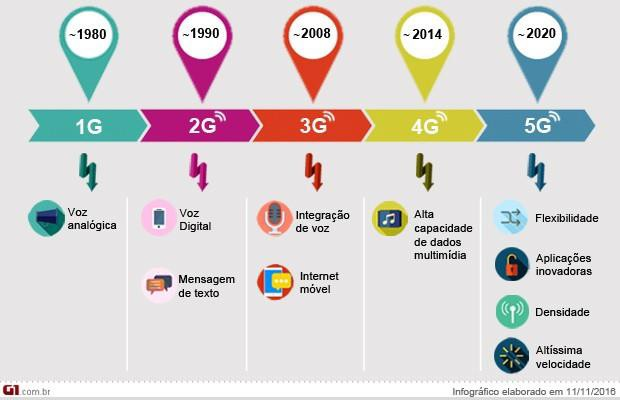 ~1980
~1990
~2008
~2014
~2020
1G
2G
3G
4G
5G
Voz
analógica
Voz
Digital
Mensagem
de texto
Integração
de voz
Internet
móvel
Alta
capacidade
de dados
multimídia
Flexibilidade
Aplicações
inovadoras
Densidade
Altíssima
velocidade
G1.com.br
Infográfico elaborado em 11/11/2016